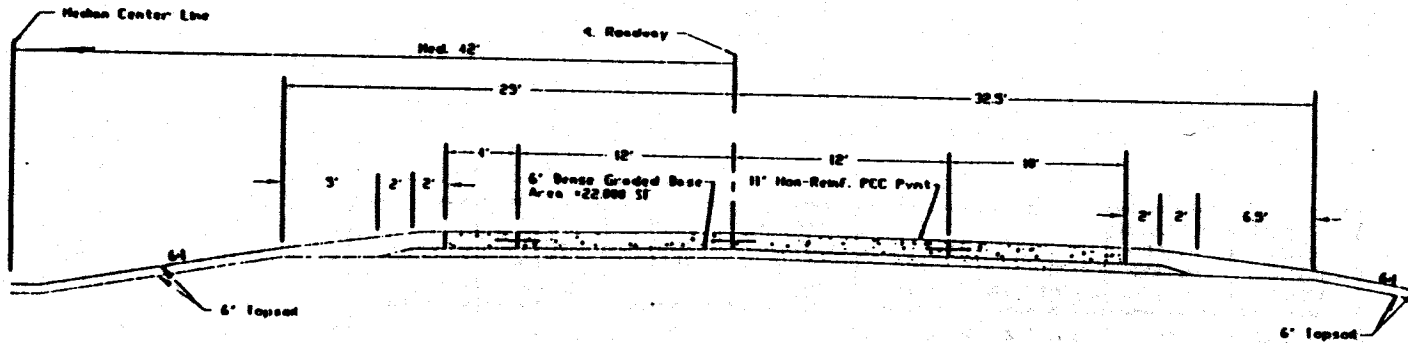 Median Center Line
℄ Roadway
Med. 42'
25'
32.5'
4'
12'
12'
10'
5'
2'
2'
6" Dense Graded Base
Area =22.000 SF
11" Non-Reinf. PCC Pvmt.
2'
2'
6.5'
6:1
6:1
6" Topsoil
6" Topsoil